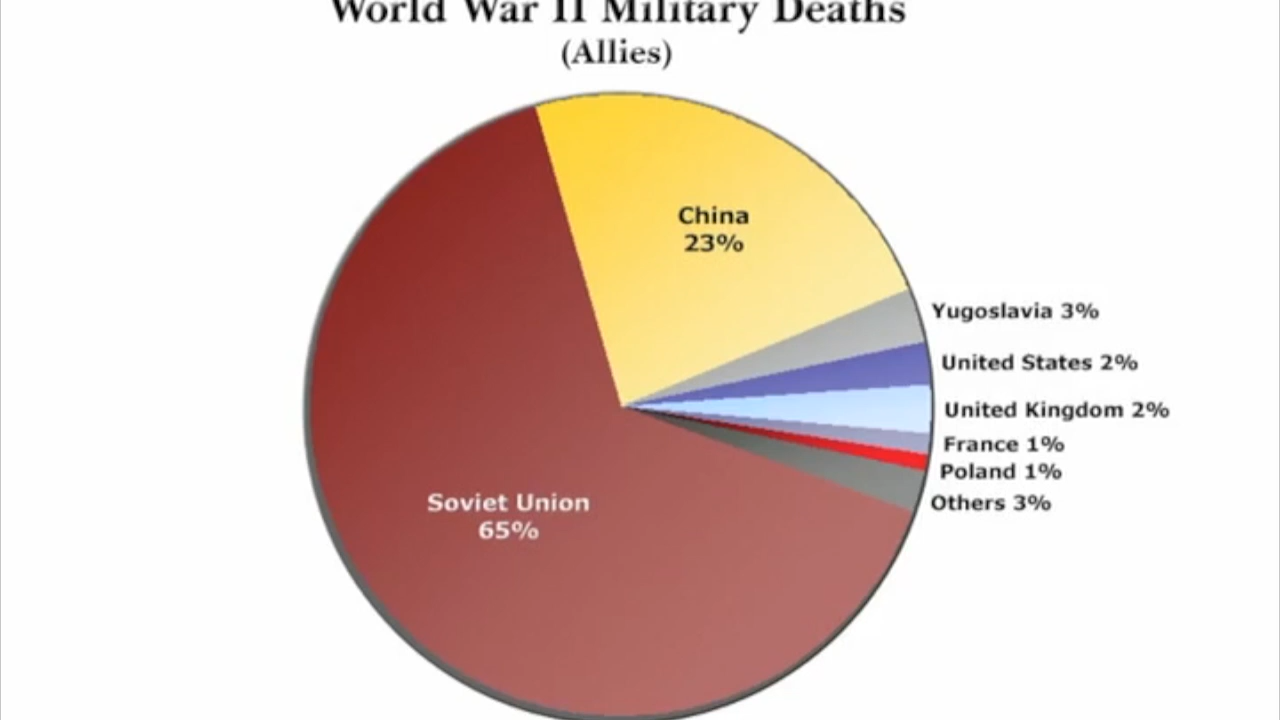 World War II Military Deaths
(Allies)
China
23%
Yugoslavia 3%
United States 2%
United Kingdom 2%
France 1%
Poland 1%
Others 3%
Soviet Union
65%